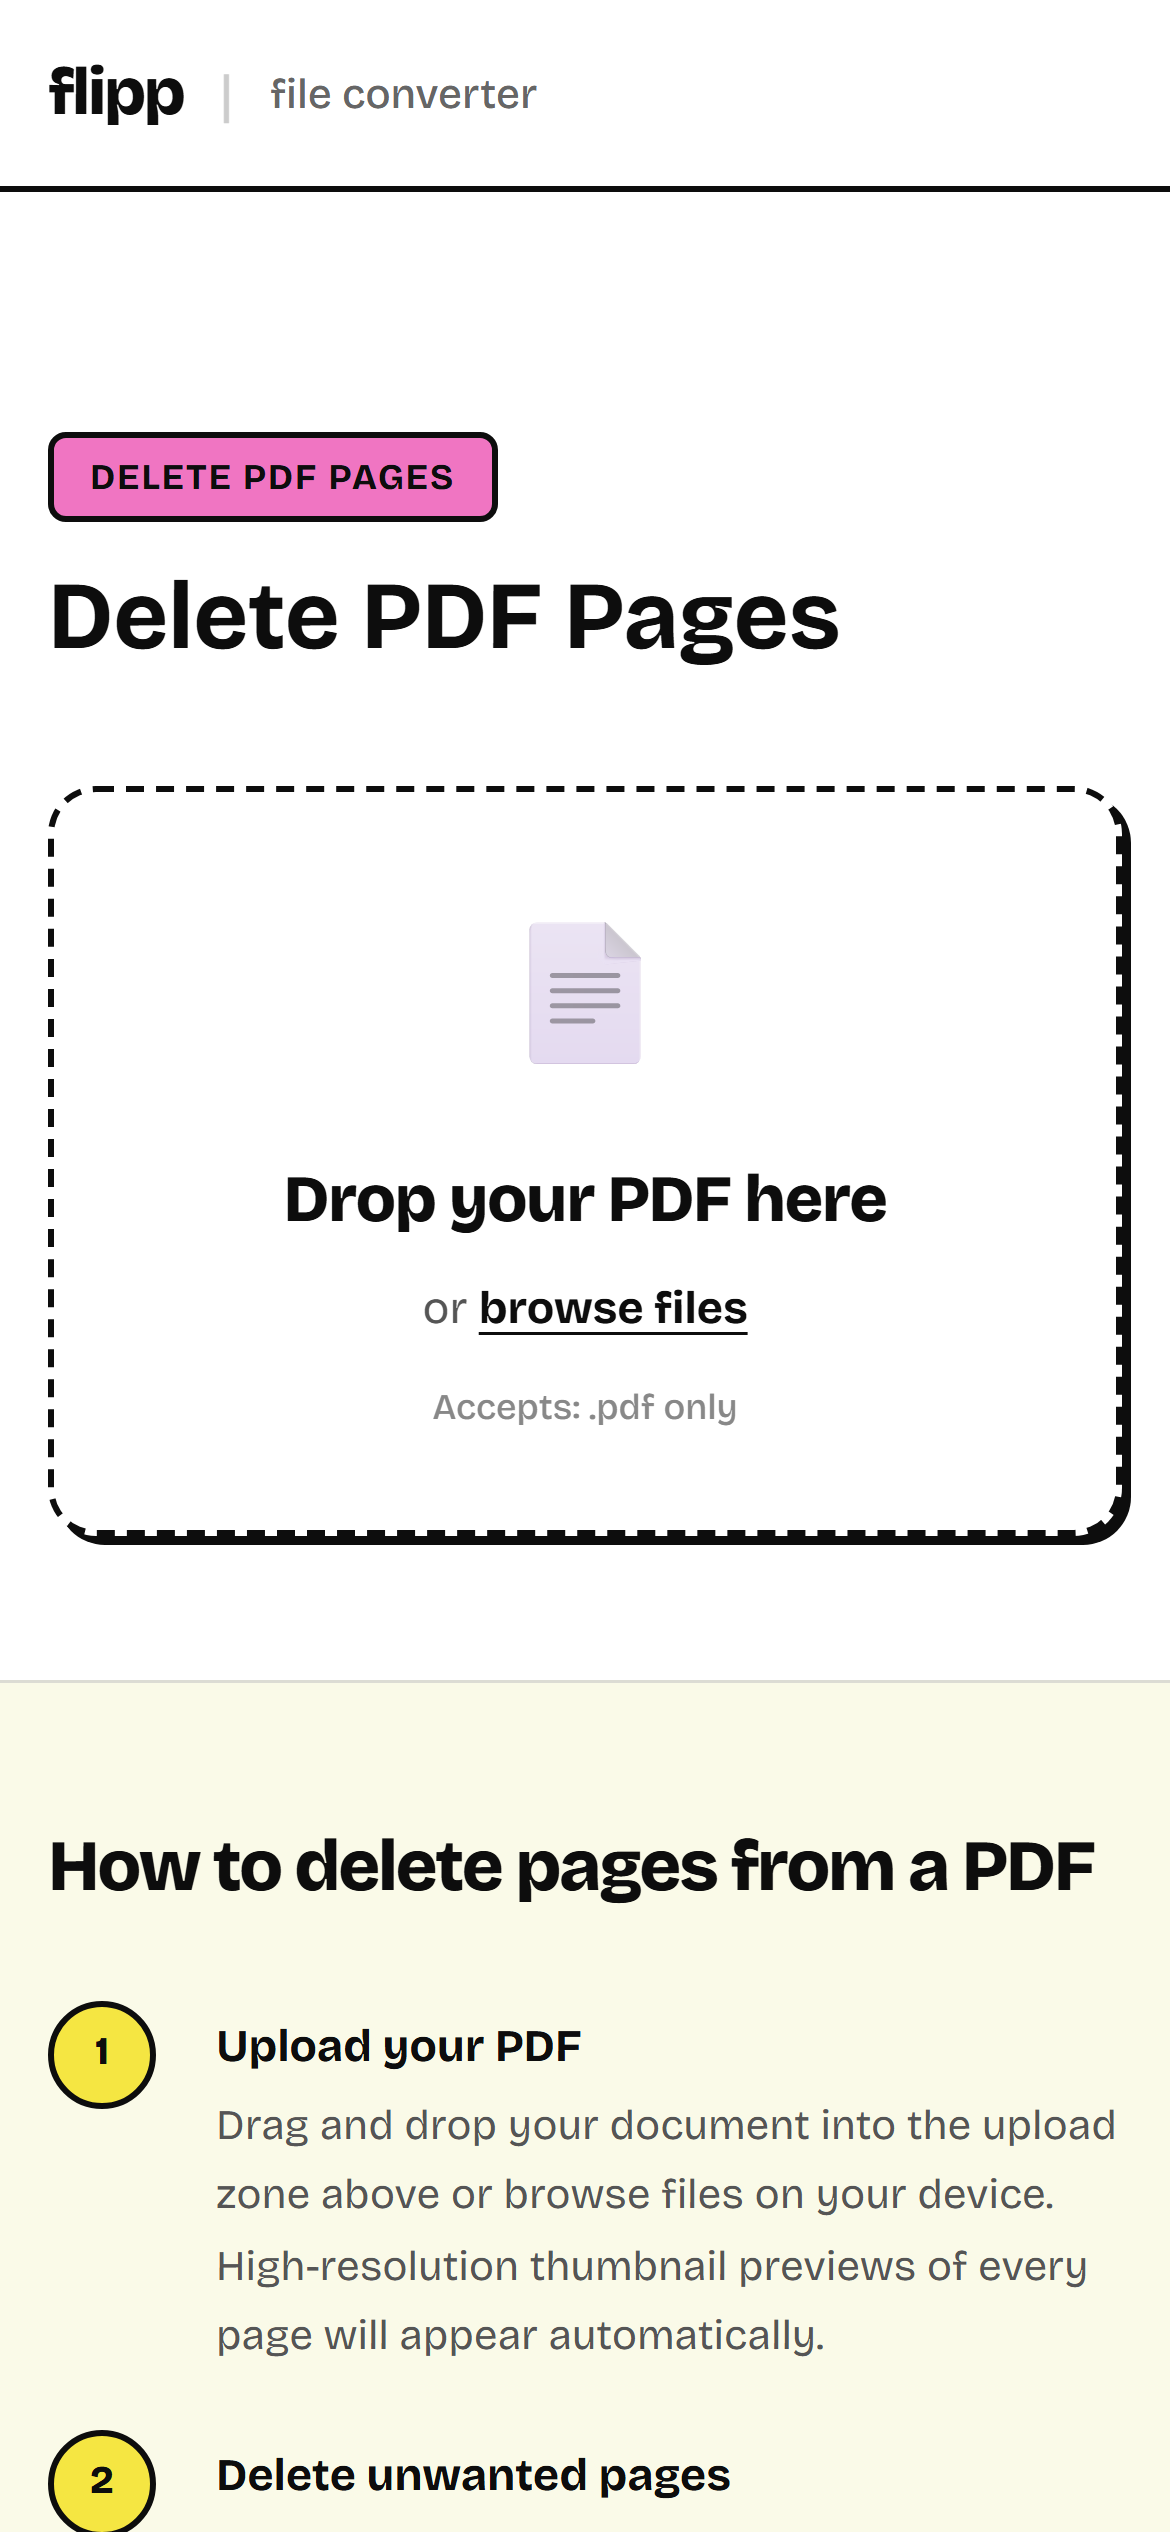 flipp | file converter
DELETE PDF PAGES
Delete PDF Pages
Drop your PDF here
or browse files
Accepts: .pdf only
How to delete pages from a PDF
1
Upload your PDF
Drag and drop your document into the upload
zone above or browse files on your device.
High-resolution thumbnail previews of every
page will appear automatically.
2
Delete unwanted pages